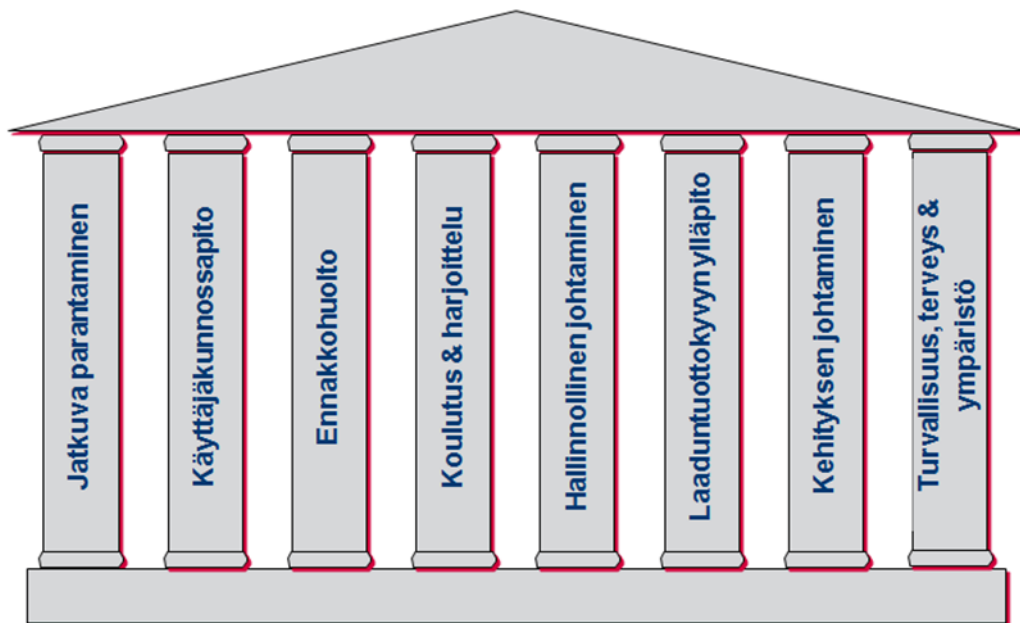 Jatkuva parantaminen
Käyttäjäkunnossapito
Ennakkohuolto
Koulutus & harjoittelu
Hallinnollinen johtaminen
Laaduntuottokyvyn ylläpito
Kehityksen johtaminen
Turvallisuus, terveys &
ympäristö